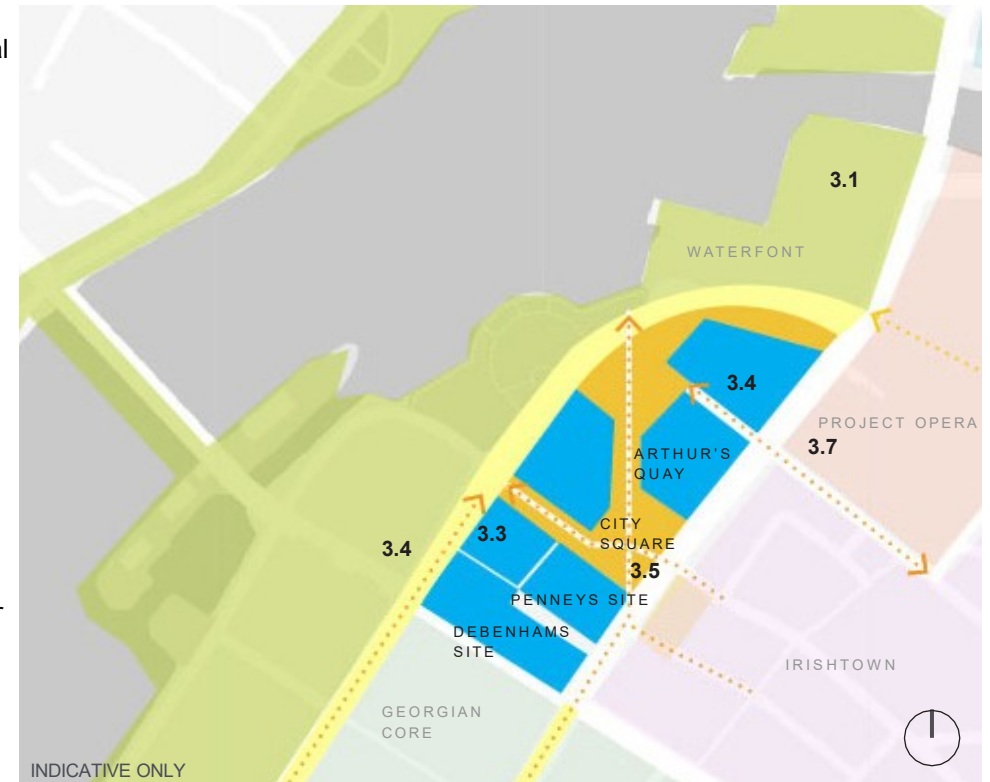 al
3.1
WATERFONT
3.4
PROJECT OPERA
3.7
ARTHUR'S
QUAY
CITY
SQUARE
3.3
3.4
3.5
PENNEYS SITE
DEBENHAMS
SITE
IRISHTOWN
GEORGIAN
CORE
INDICATIVE ONLY